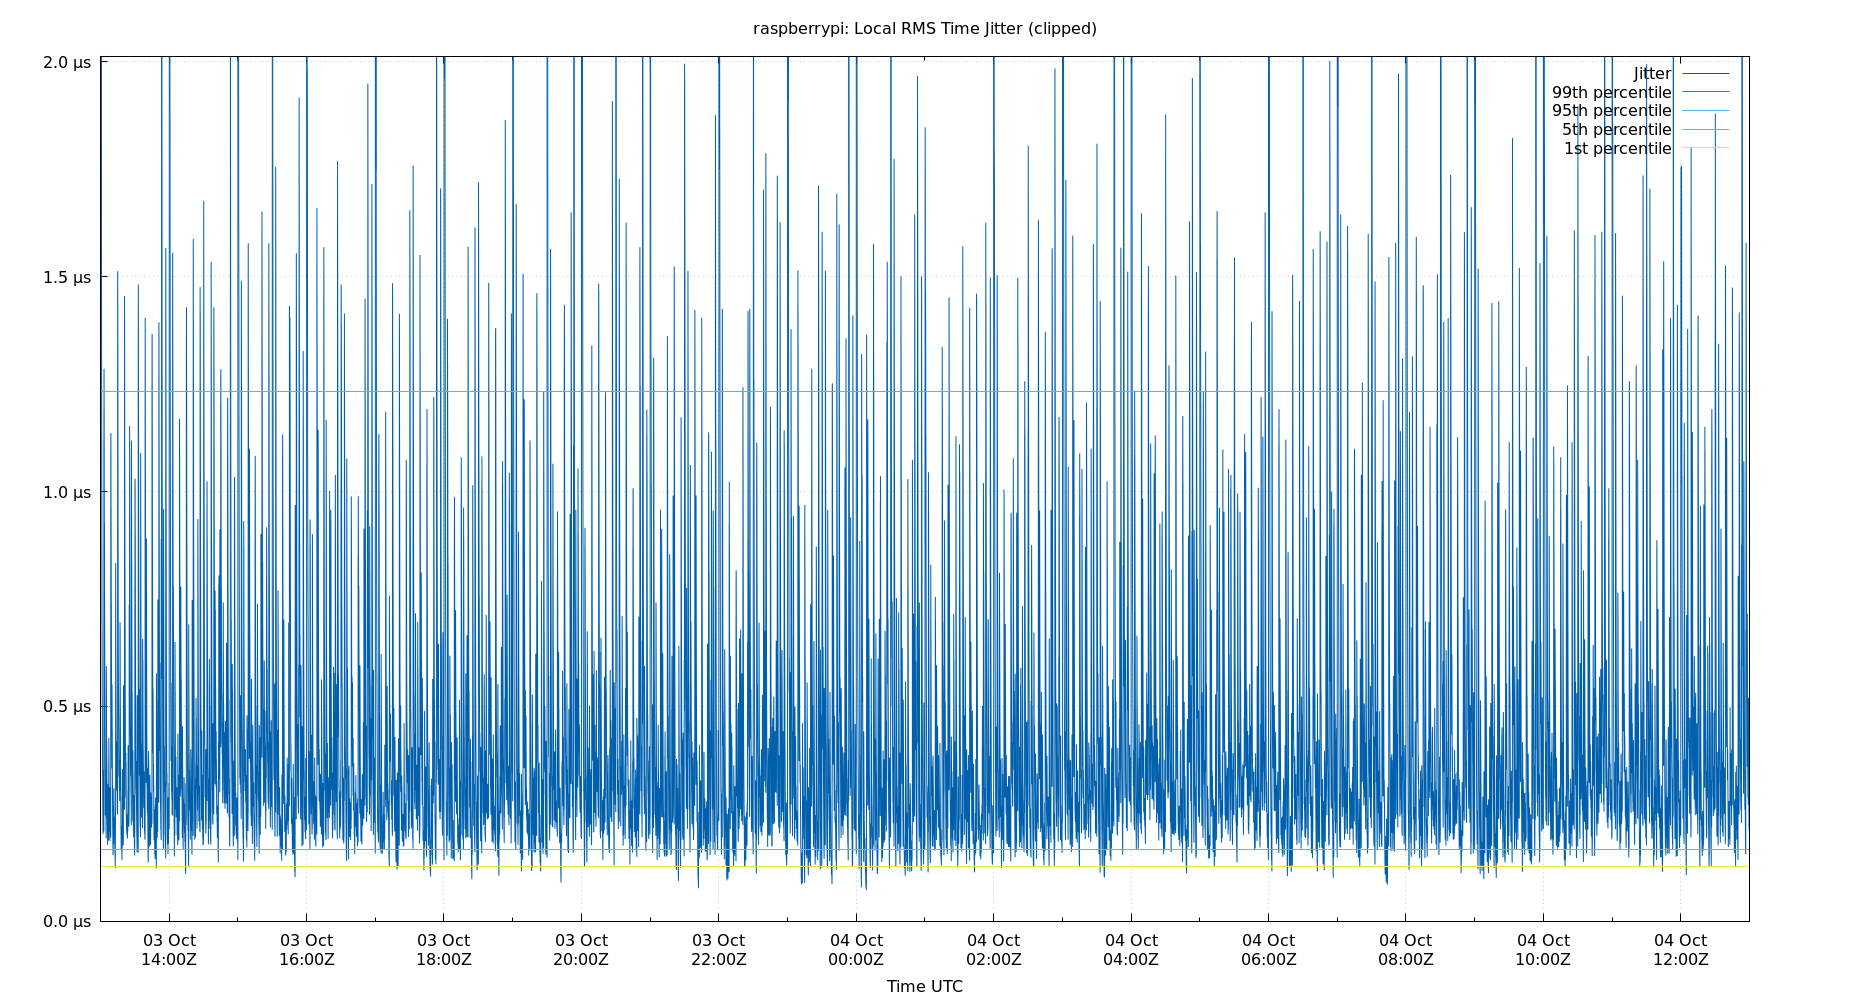 raspberrypi: Local RMS Time Jitter (clipped)
2.0 µs
1.5 µs
1.0 µs
0.5 µs
0.0 µs
Jitter
99th percentile
95th percentile
5th percentile
1st percentile
03 Oct 03 Oct 03 Oct 03 Oct 03 Oct 04 Oct 04 Oct 04 Oct 04 Oct 04 Oct 04 Oct 04 Oct
14:00Z 16:00Z 18:00Z 20:00Z 22:00Z 00:00Z 02:00Z 04:00Z 06:00Z 08:00Z 10:00Z 12:00Z
Time UTC